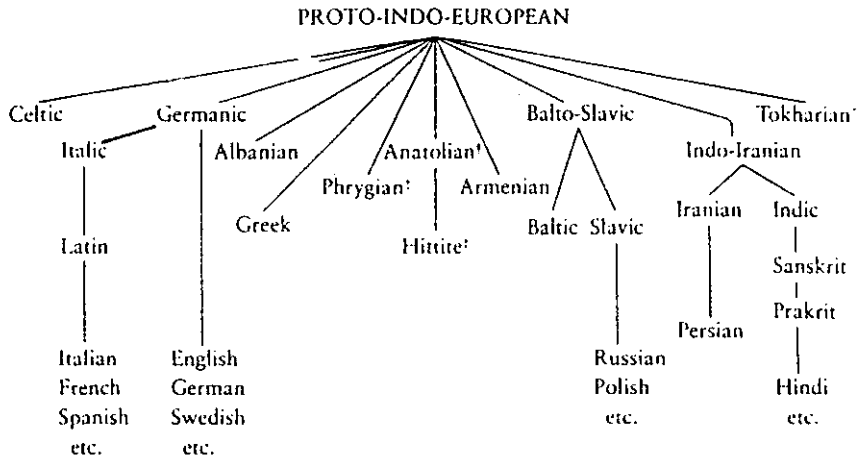 PROTO-INDO-EUROPEAN
Celtic Germanic Balto-Slavic Tokharian‡
Italic Albanian Anatolian‡ Indo-Iranian
Phrygian‡ Armenian
Greek Baltic Slavic Iranian Indic
Latin Hittite‡
Sanskrit
Prakrit
Persian
Italian English Russian
French German Polish Hindi
Spanish Swedish etc. etc.
etc. etc.